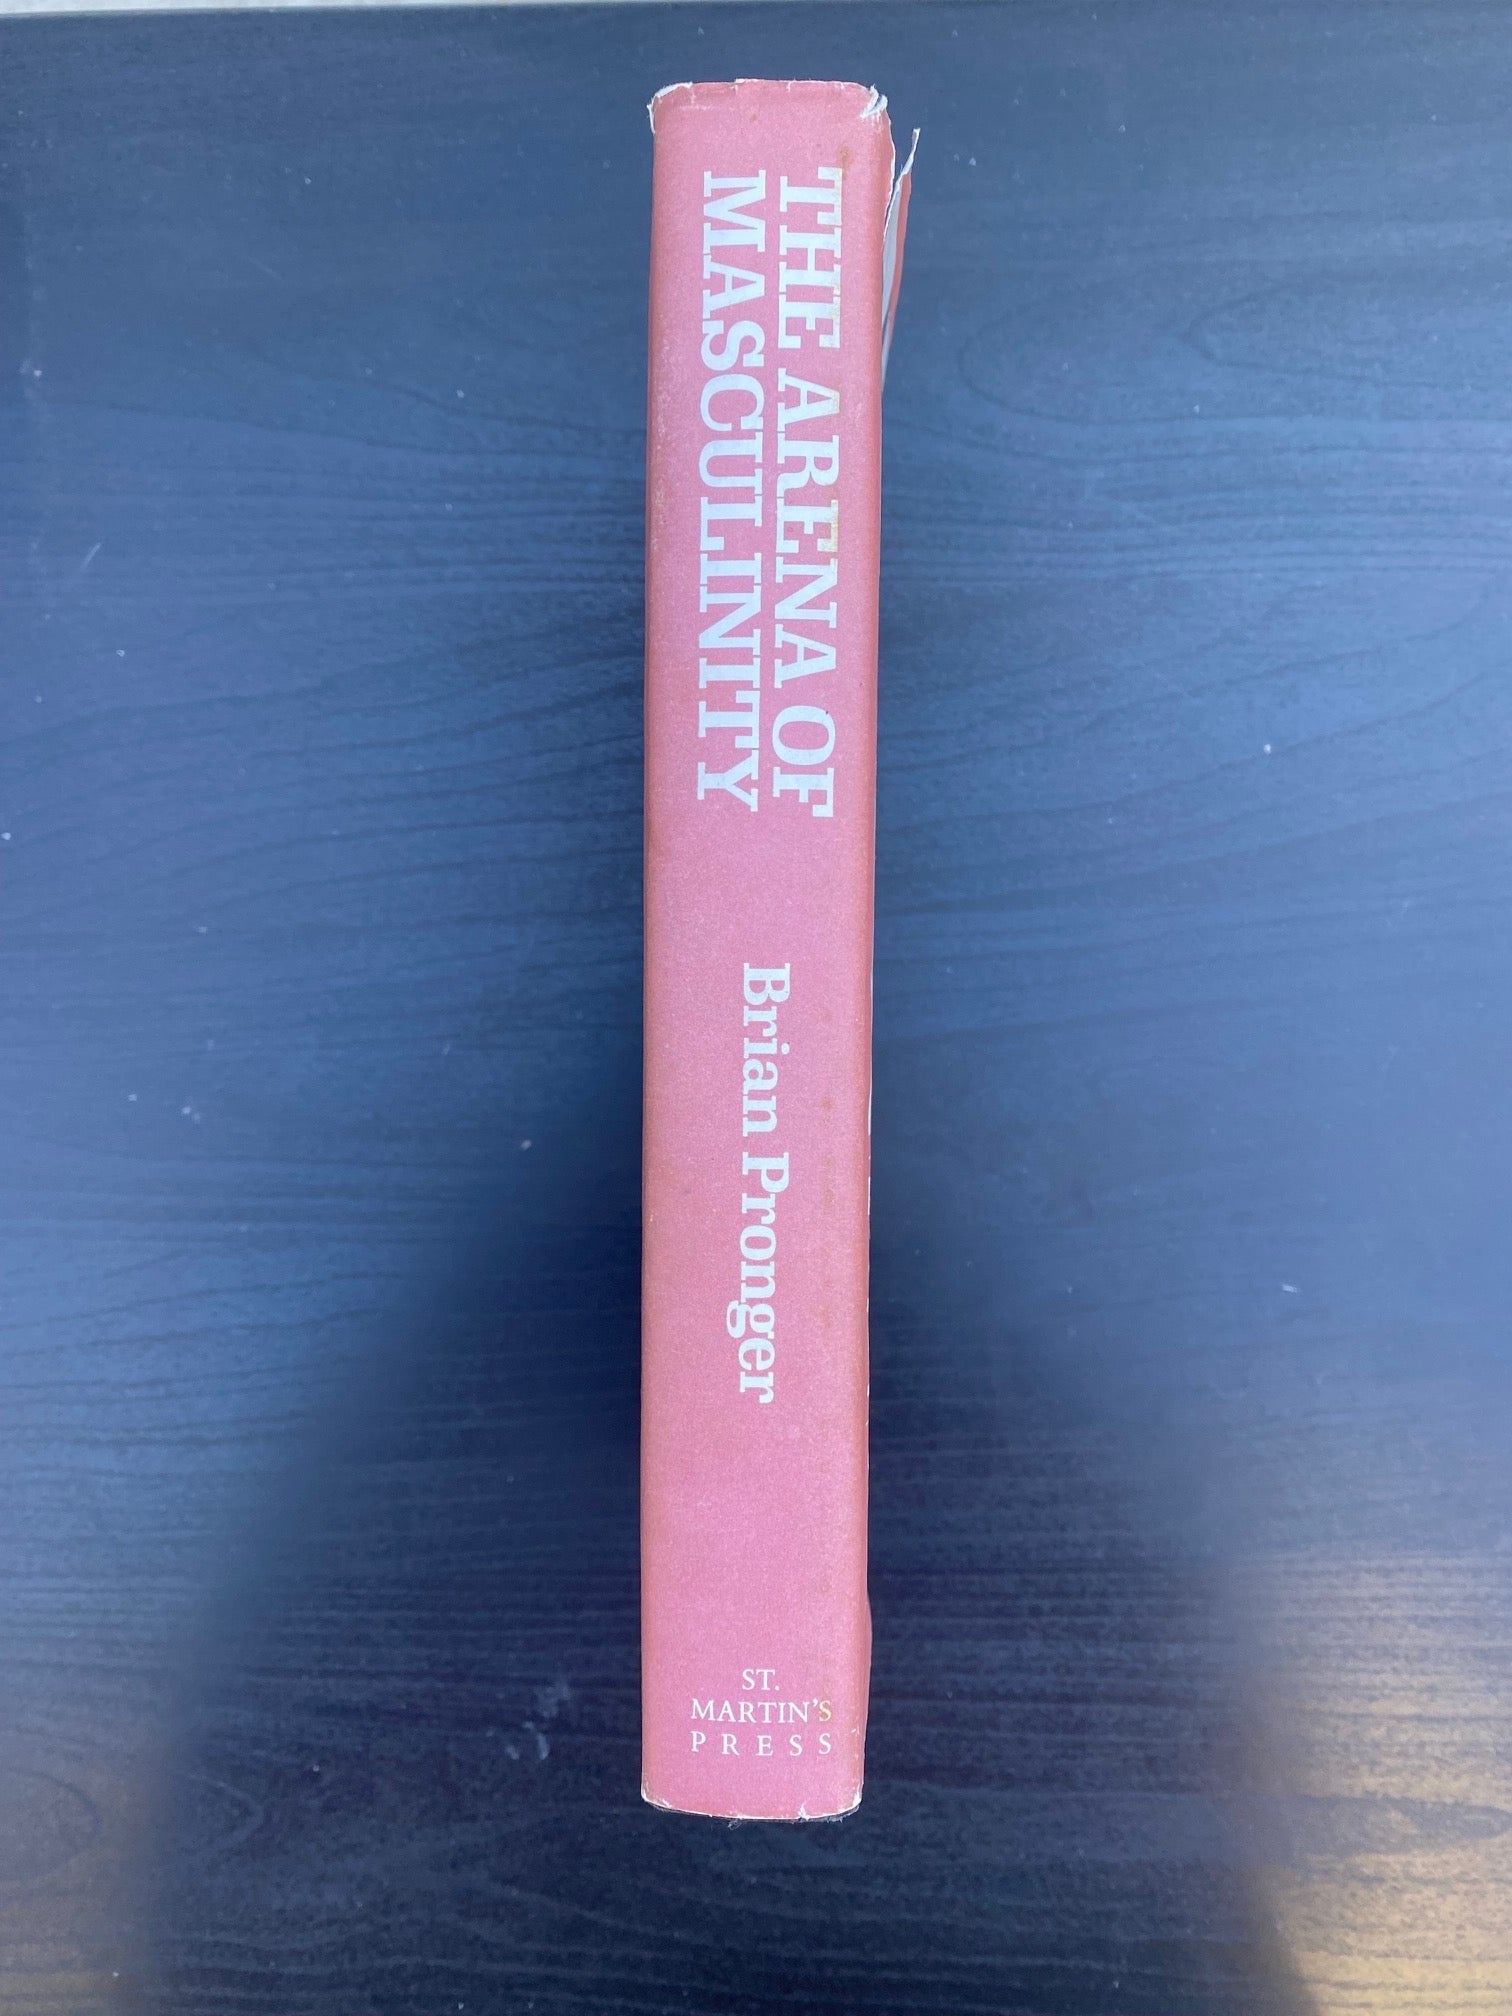 THE ARENA OF
MASCULINITY
Brian Pronger
ST.
MARTIN'S
PRESS